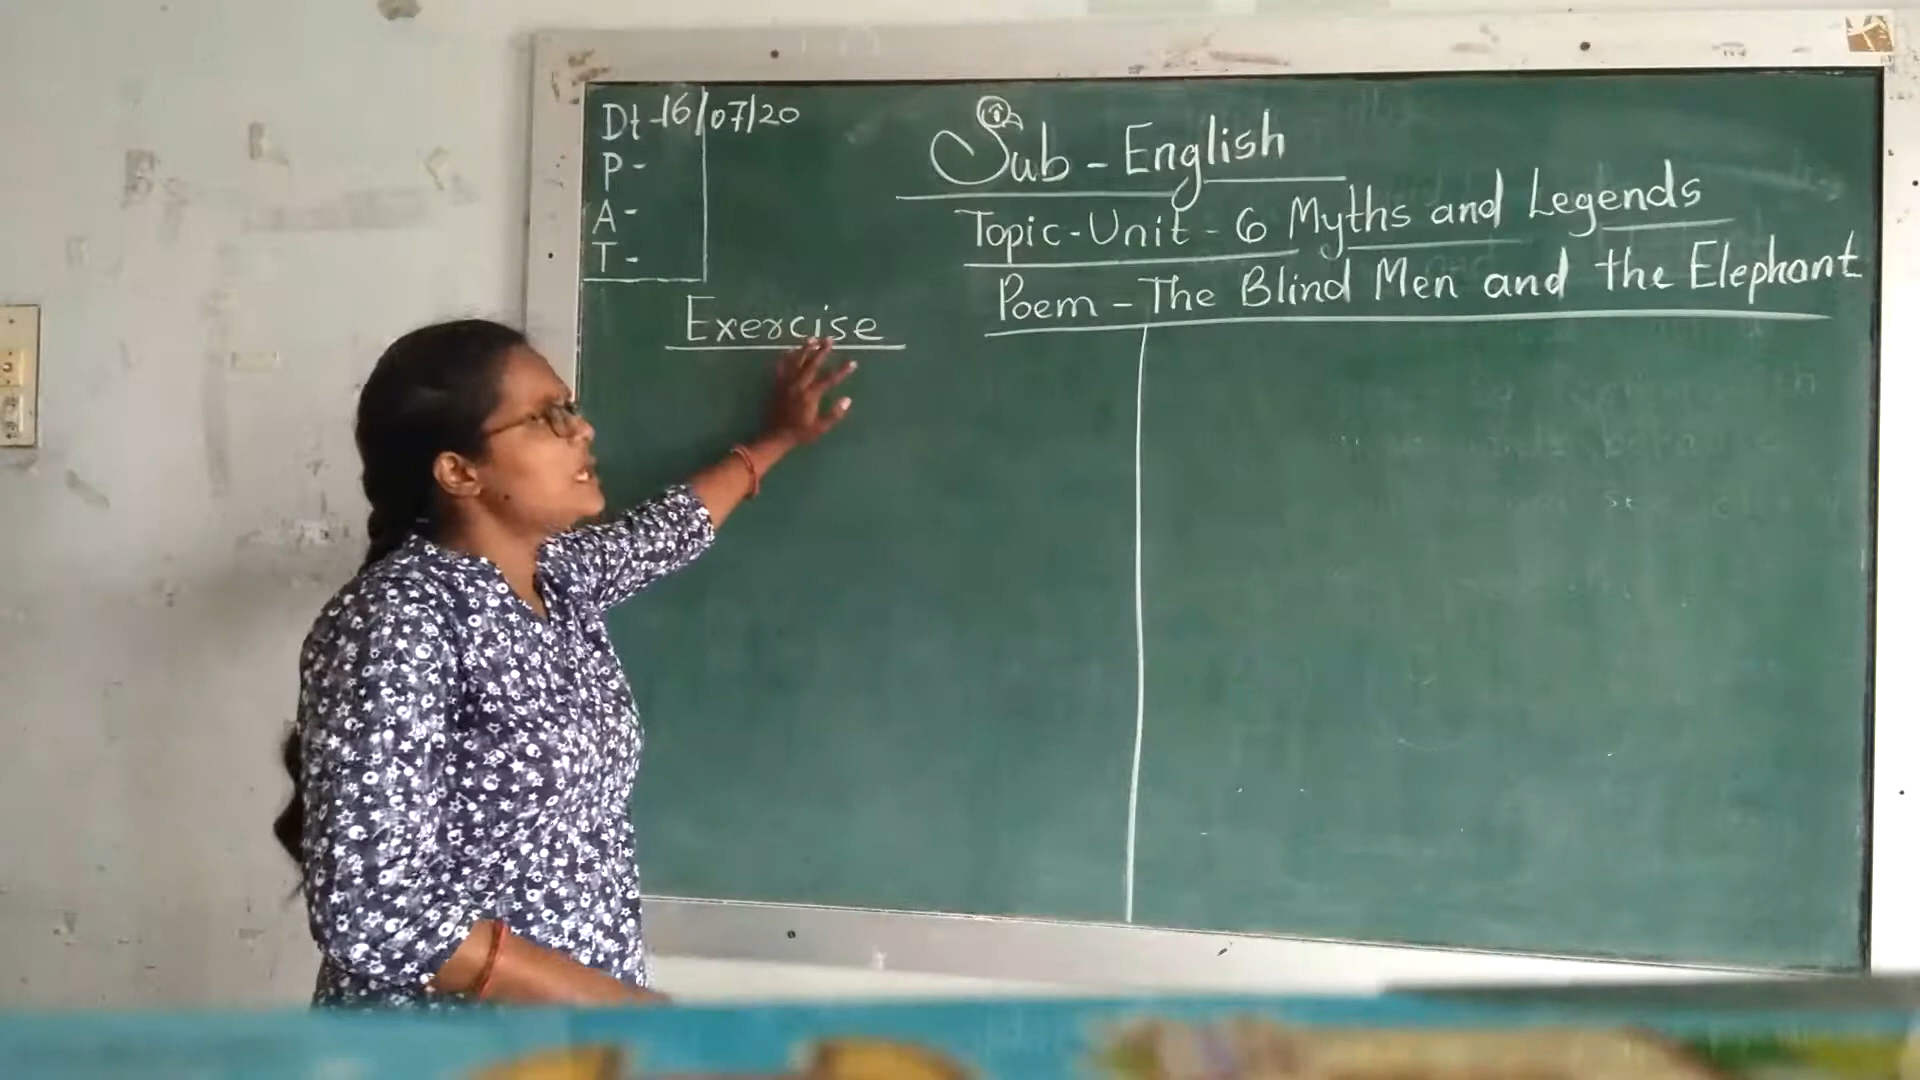 Dt-16/07/20
P-
A-
T-
Sub - English
Topic-Unit - 6 Myths and Legends
Poem - The Blind Men and the Elephant
Exercise